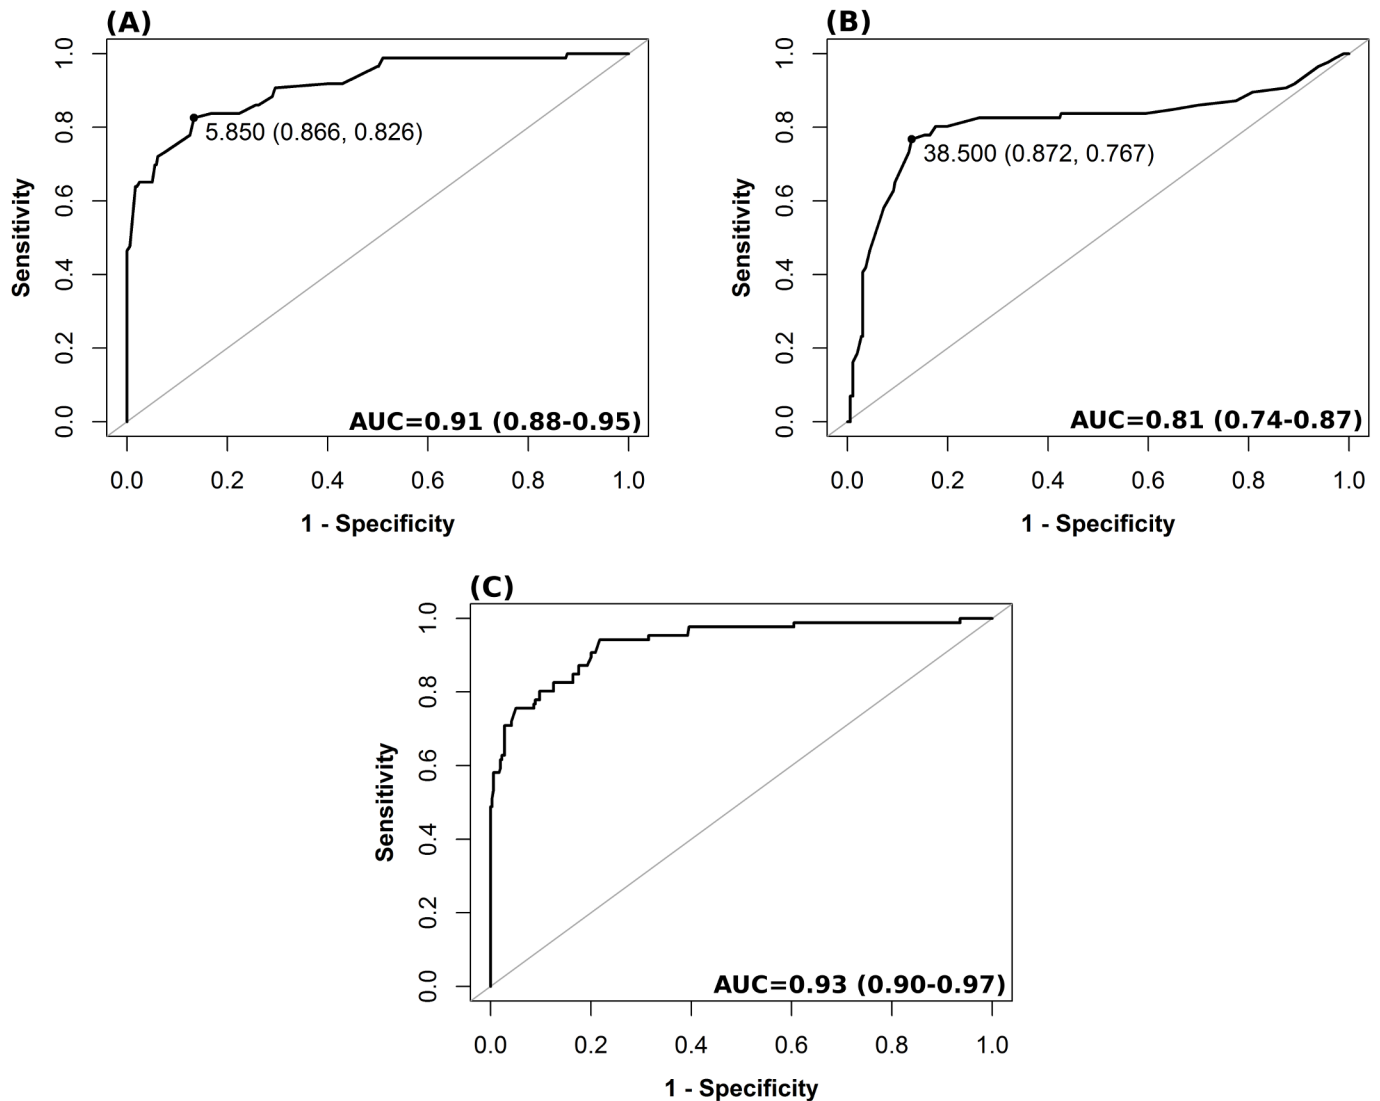 (A)
1.0
0.8
0.6
0.4
0.2
0.0
Sensitivity
5.850 (0.866, 0.826)
AUC=0.91 (0.88-0.95)
0.0 0.2 0.4 0.6 0.8 1.0
1 - Specificity
(B)
1.0
0.8
0.6
0.4
0.2
0.0
Sensitivity
38.500 (0.872, 0.767)
AUC=0.81 (0.74-0.87)
0.0 0.2 0.4 0.6 0.8 1.0
1 - Specificity
(C)
1.0
0.8
0.6
0.4
0.2
0.0
Sensitivity
AUC=0.93 (0.90-0.97)
0.0 0.2 0.4 0.6 0.8 1.0
1 - Specificity